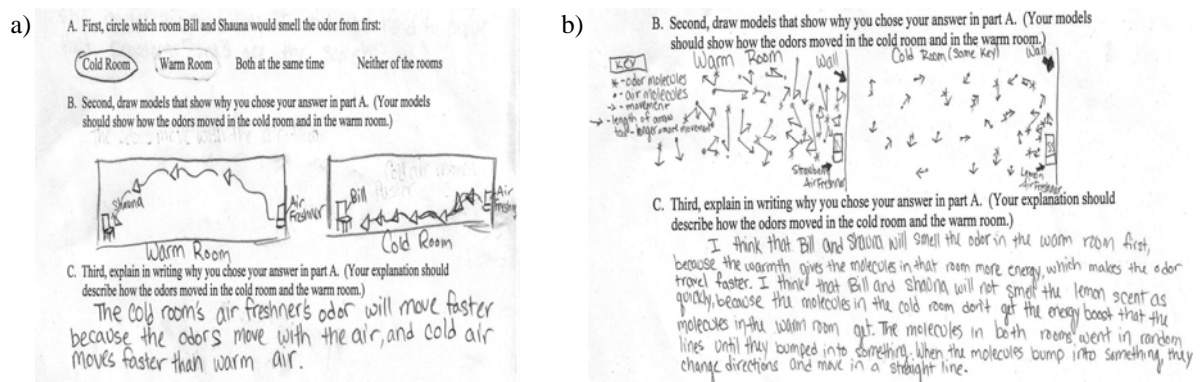 a)
A. First, circle which room Bill and Shauna would smell the odor from first:
Cold Room Warm Room Both at the same time Neither of the rooms
B. Second, draw models that show why you chose your answer in part A. (Your models
should show how the odors moved in the cold room and in the warm room.)
Shauna
Air
Freshner
Warm Room
Bill
Air
Freshner
Cold Room
C. Third, explain in writing why you chose your answer in part A. (Your explanation should
describe how the odors moved in the cold room and the warm room.)
The cold room's air freshner's odor will move faster
because the odors move with the air, and cold air
moves faster than warm air.
b)
B. Second, draw models that show why you chose your answer in part A. (Your models
should show how the odors moved in the cold room and in the warm room.)
Key
* - odor molecules
• - air molecules
→ - movement
→ - length of arrow
tail - longer = more movement
Warm Room
Wall
Strawberry
Air Freshner
Cold Room (Same Key)
Wall
Lemon
Air Freshner
C. Third, explain in writing why you chose your answer in part A. (Your explanation should
describe how the odors moved in the cold room and the warm room.)
I think that Bill and Shauna will smell the odor in the warm room first,
because the warmth gives the molecules in that room more energy, which makes the odor
travel faster. I think that Bill and Shauna will not smell the lemon scent as
quickly, because the molecules in the cold room don't get the energy boost that the
molecules in the warm room get. The molecules in both rooms went in random
lines until they bumped into something. When the molecules bump into something, they
change directions and move in a straight line.